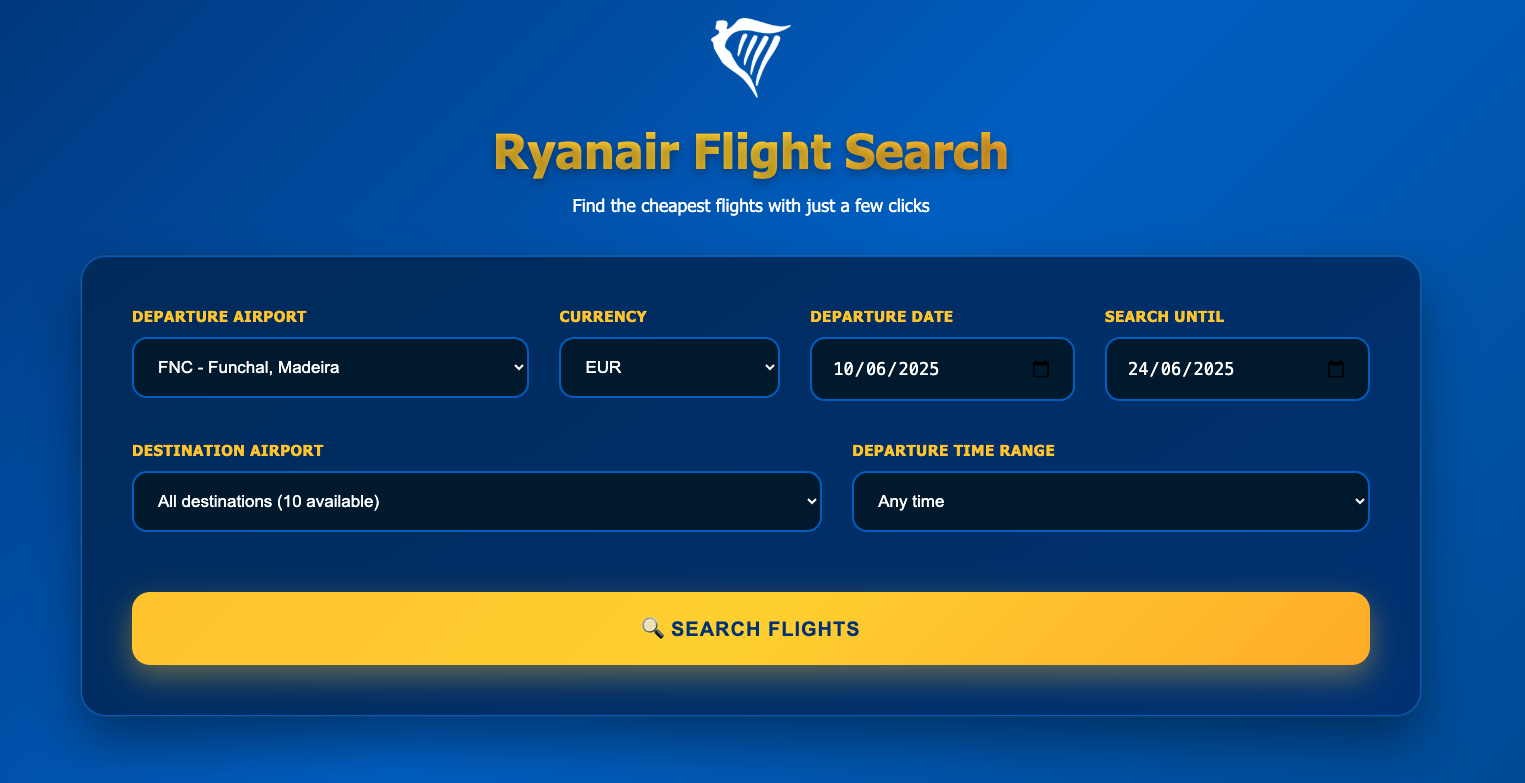 Ryanair Flight Search
Find the cheapest flights with just a few clicks
DEPARTURE AIRPORT
CURRENCY
DEPARTURE DATE
SEARCH UNTIL
FNC - Funchal, Madeira
EUR
10/06/2025
24/06/2025
DESTINATION AIRPORT
DEPARTURE TIME RANGE
All destinations (10 available)
Any time
🔍 SEARCH FLIGHTS